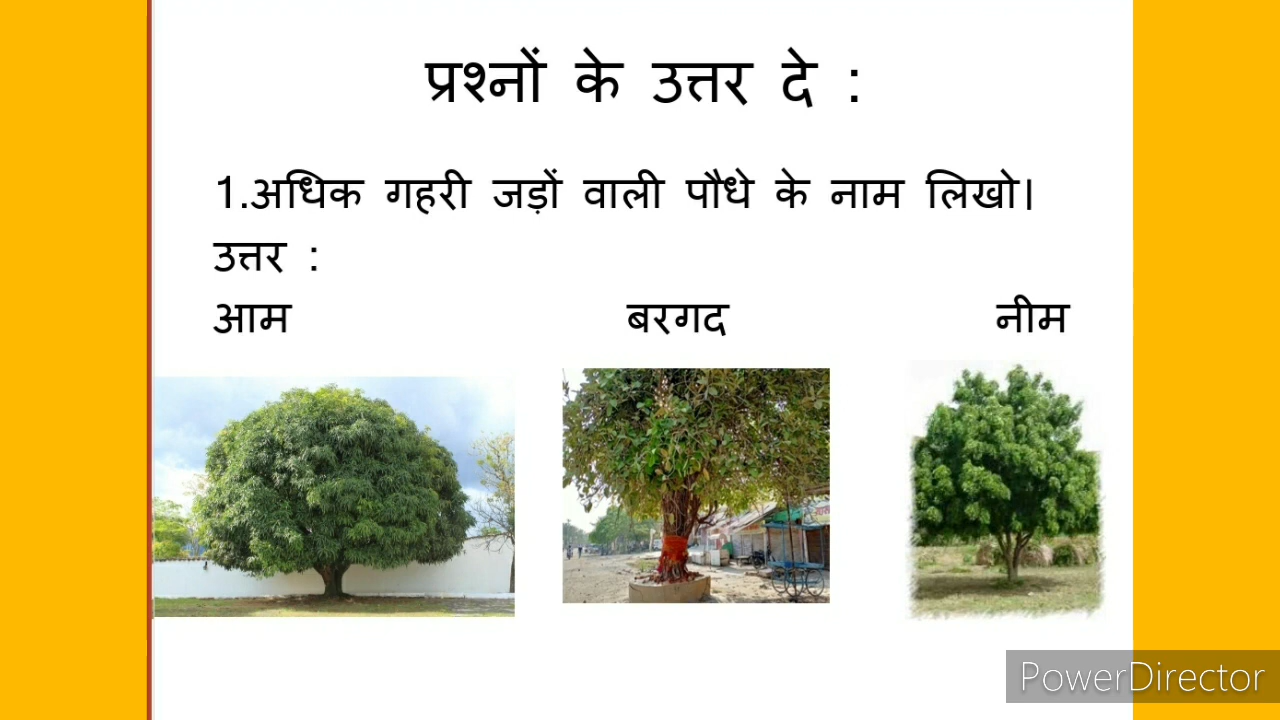 प्रश्नों के उत्तर दे :
1.अधिक गहरी जड़ों वाली पौधे के नाम लिखो।
उत्तर :
आम बरगद नीम
PowerDirector